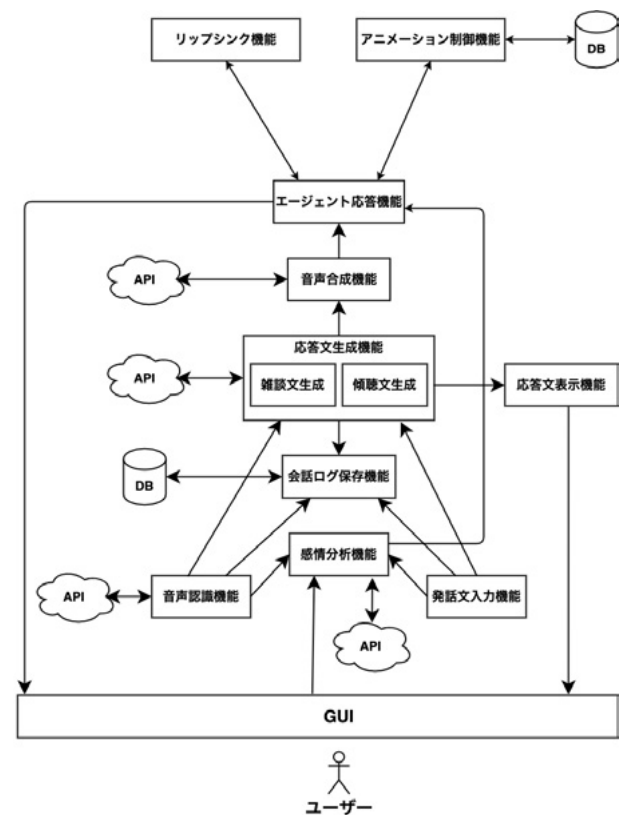 リップシンク機能
アニメーション制御機能
DB
エージェント応答機能
API
音声合成機能
応答文生成機能
API
雑談文生成
傾聴文生成
応答文表示機能
DB
会話ログ保存機能
感情分析機能
API
音声認識機能
発話文入力機能
API
GUI
ユーザー